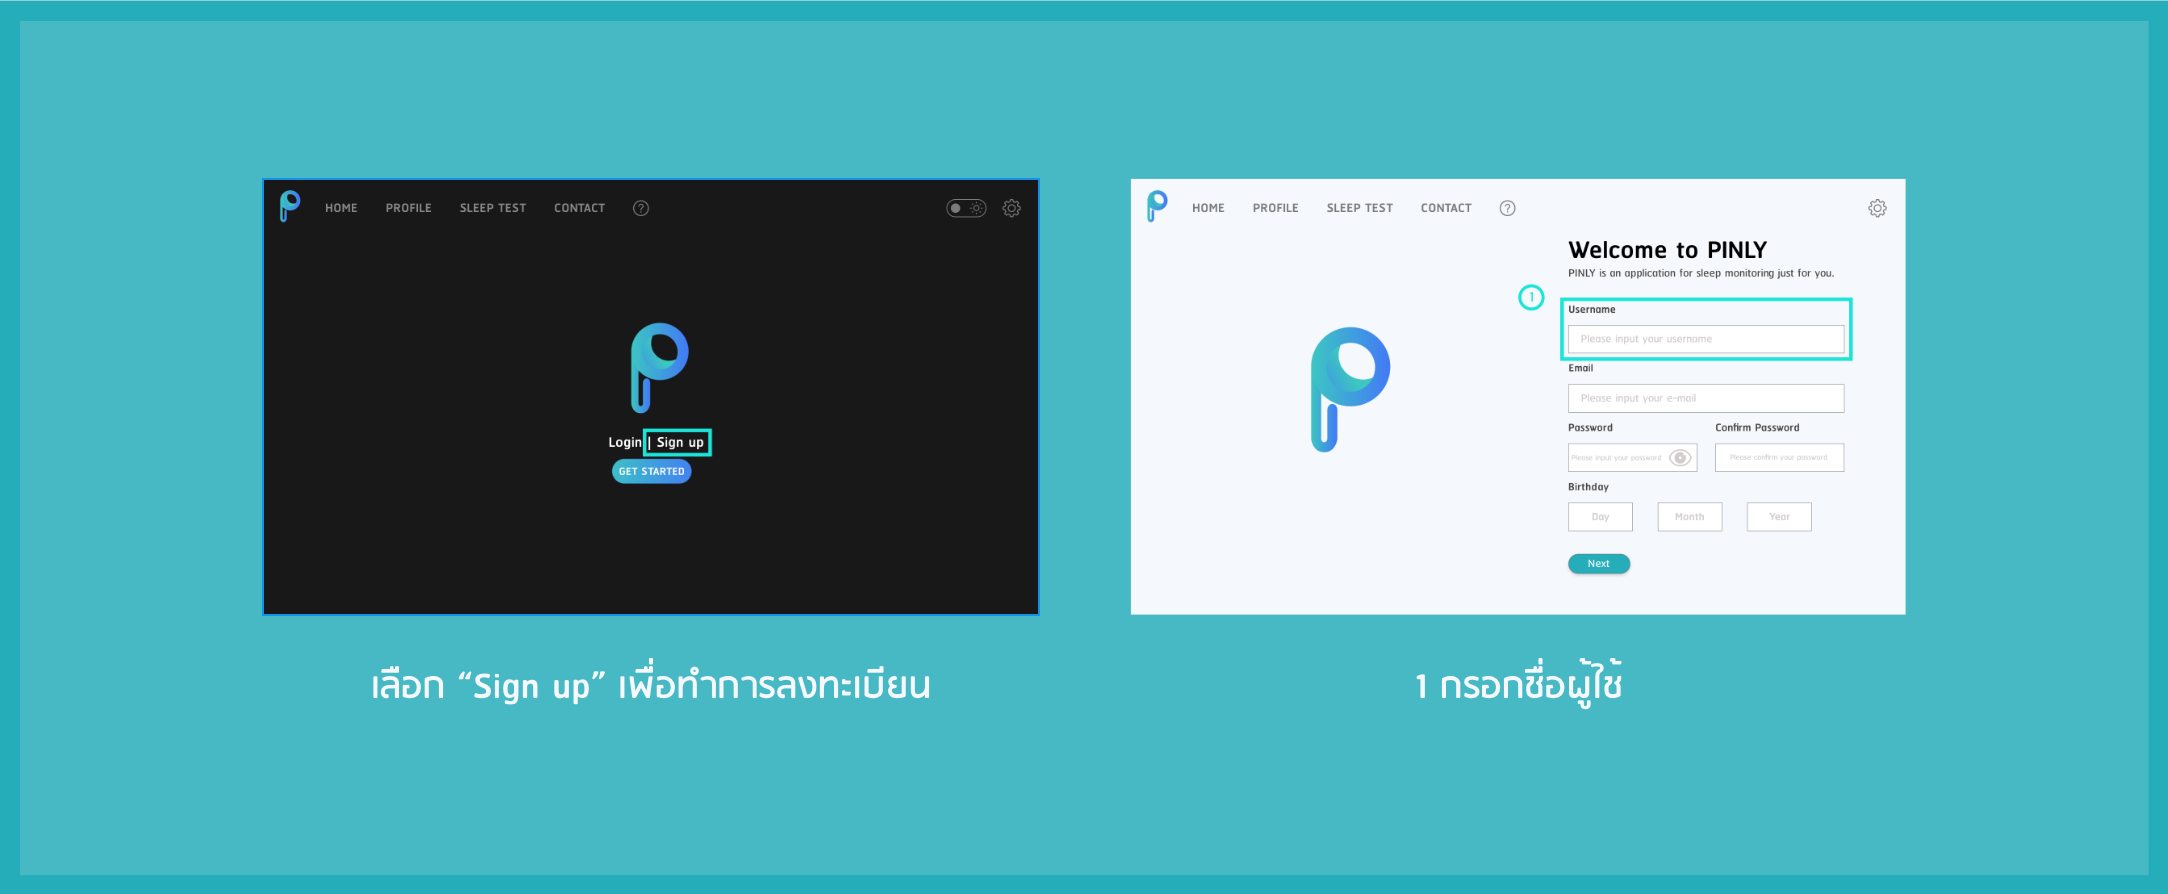 HOME PROFILE SLEEP TEST CONTACT ?
Login | Sign up
GET STARTED
เลือก “Sign up” เพื่อทำการลงทะเบียน
HOME PROFILE SLEEP TEST CONTACT ?
Welcome to PINLY
PINLY is an application for sleep monitoring just for you.
1
Username
Please input your username
Email
Please input your e-mail
Password Confirm Password
Please input your password Please confirm your password
Birthday
Day Month Year
Next
1 กรอกชื่อผู้ใช้